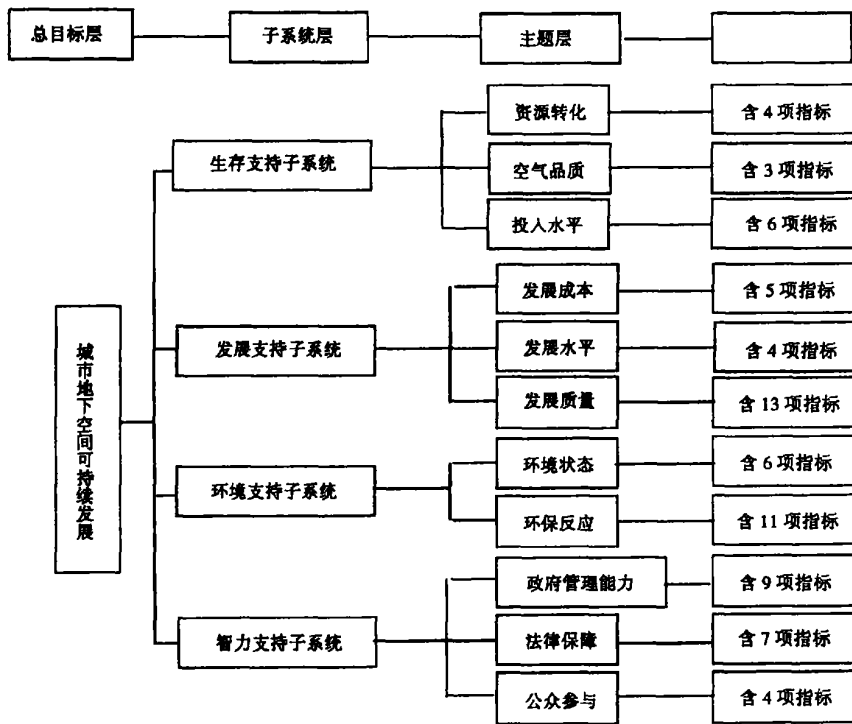 总目标层
子系统层
主题层
资源转化
含4项指标
生存支持子系统
空气品质
含3项指标
投人水平
含6项指标
发展成本
含5项指标
发展支持子系统
发展水平
含4项指标
发展质量
含13项指标
城市地下空间可持续发展
环境状态
含6项指标
环境支持子系统
环保反应
含11项指标
政府管理能力
含9项指标
智力支持子系统
法律保障
含7项指标
公众参与
含4项指标